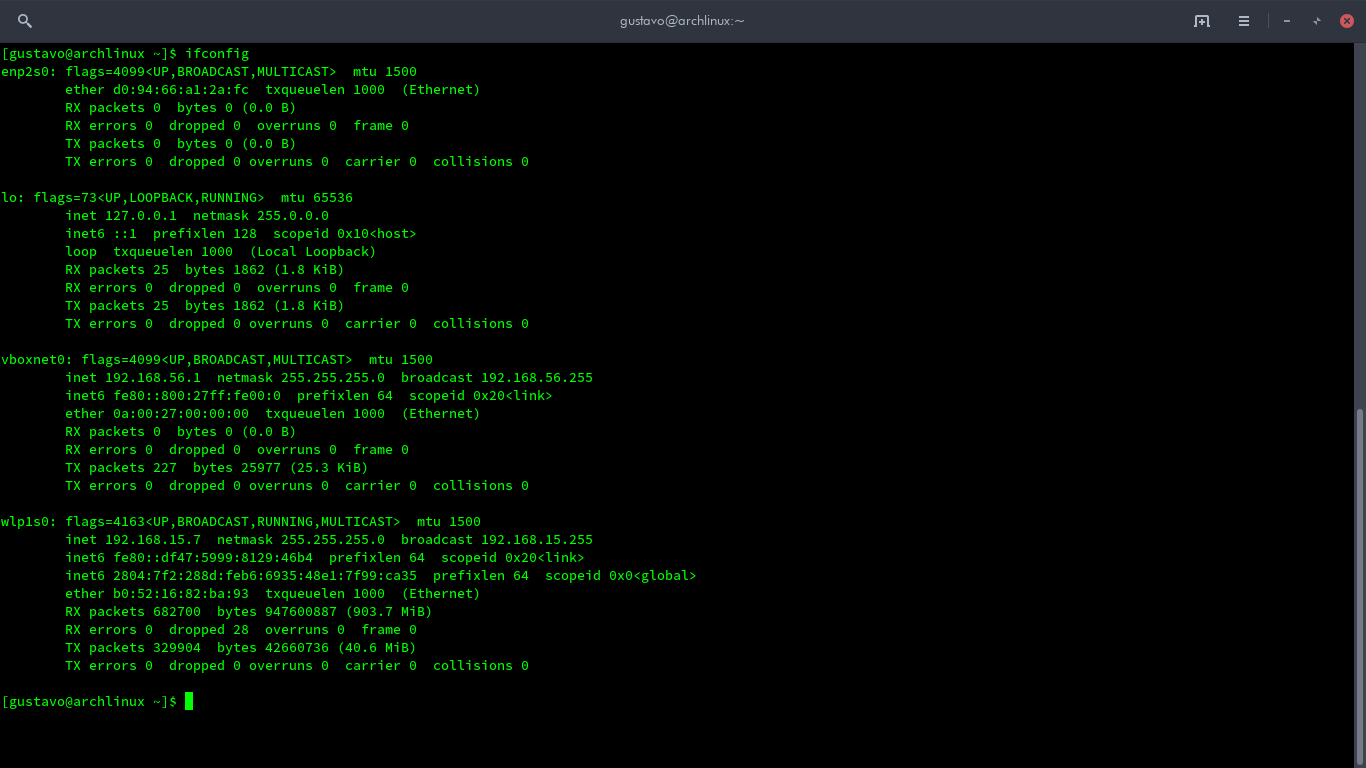 gustavo@archlinux:~
[gustavo@archlinux ~]$ ifconfig
enp2s0: flags=4099<UP,BROADCAST,MULTICAST>  mtu 1500
        ether d0:94:66:a1:2a:fc  txqueuelen 1000  (Ethernet)
        RX packets 0  bytes 0 (0.0 B)
        RX errors 0  dropped 0  overruns 0  frame 0
        TX packets 0  bytes 0 (0.0 B)
        TX errors 0  dropped 0 overruns 0  carrier 0  collisions 0

lo: flags=73<UP,LOOPBACK,RUNNING>  mtu 65536
        inet 127.0.0.1  netmask 255.0.0.0
        inet6 ::1  prefixlen 128  scopeid 0x10<host>
        loop  txqueuelen 1000  (Local Loopback)
        RX packets 25  bytes 1862 (1.8 KiB)
        RX errors 0  dropped 0  overruns 0  frame 0
        TX packets 25  bytes 1862 (1.8 KiB)
        TX errors 0  dropped 0 overruns 0  carrier 0  collisions 0

vboxnet0: flags=4099<UP,BROADCAST,MULTICAST>  mtu 1500
        inet 192.168.56.1  netmask 255.255.255.0  broadcast 192.168.56.255
        inet6 fe80::800:27ff:fe00:0  prefixlen 64  scopeid 0x20<link>
        ether 0a:00:27:00:00:00  txqueuelen 1000  (Ethernet)
        RX packets 0  bytes 0 (0.0 B)
        RX errors 0  dropped 0  overruns 0  frame 0
        TX packets 227  bytes 25977 (25.3 KiB)
        TX errors 0  dropped 0 overruns 0  carrier 0  collisions 0

wlp1s0: flags=4163<UP,BROADCAST,RUNNING,MULTICAST>  mtu 1500
        inet 192.168.15.7  netmask 255.255.255.0  broadcast 192.168.15.255
        inet6 fe80::df47:5999:8129:46b4  prefixlen 64  scopeid 0x20<link>
        inet6 2804:7f2:288d:feb6:6935:48e1:7f99:ca35  prefixlen 64  scopeid 0x0<global>
        ether b0:52:16:82:ba:93  txqueuelen 1000  (Ethernet)
        RX packets 682700  bytes 947600887 (903.7 MiB)
        RX errors 0  dropped 28  overruns 0  frame 0
        TX packets 329904  bytes 42660736 (40.6 MiB)
        TX errors 0  dropped 0 overruns 0  carrier 0  collisions 0

[gustavo@archlinux ~]$